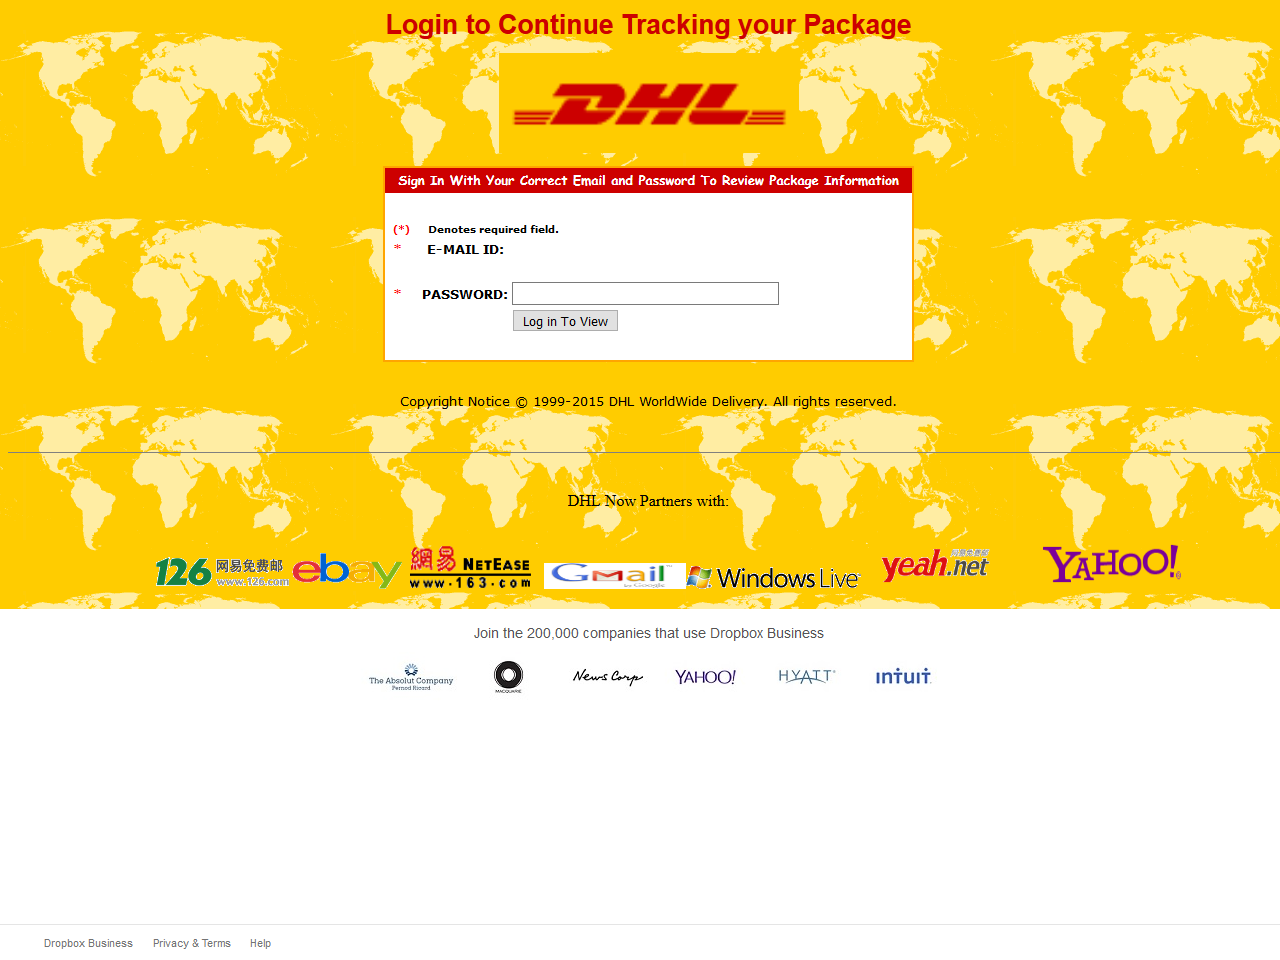 Login to Continue Tracking your Package
DHL
Sign In With Your Correct Email and Password To Review Package Information
(*) Denotes required field.
* E-MAIL ID:
* PASSWORD:
Log in To View
Copyright Notice © 1999-2015 DHL WorldWide Delivery. All rights reserved.
DHL Now Partners with:
126 网易免费邮 www.126.com
ebay
網易 NETEASE
www.163.com
Gmail by Google TM
Windows Live
网易免费邮
yeah.net
YAHOO!
Join the 200,000 companies that use Dropbox Business
The Absolut Company
Pernod Ricard
MACQUARIE
News Corp
YAHOO!
HYATT
intuit
Dropbox Business Privacy & Terms Help